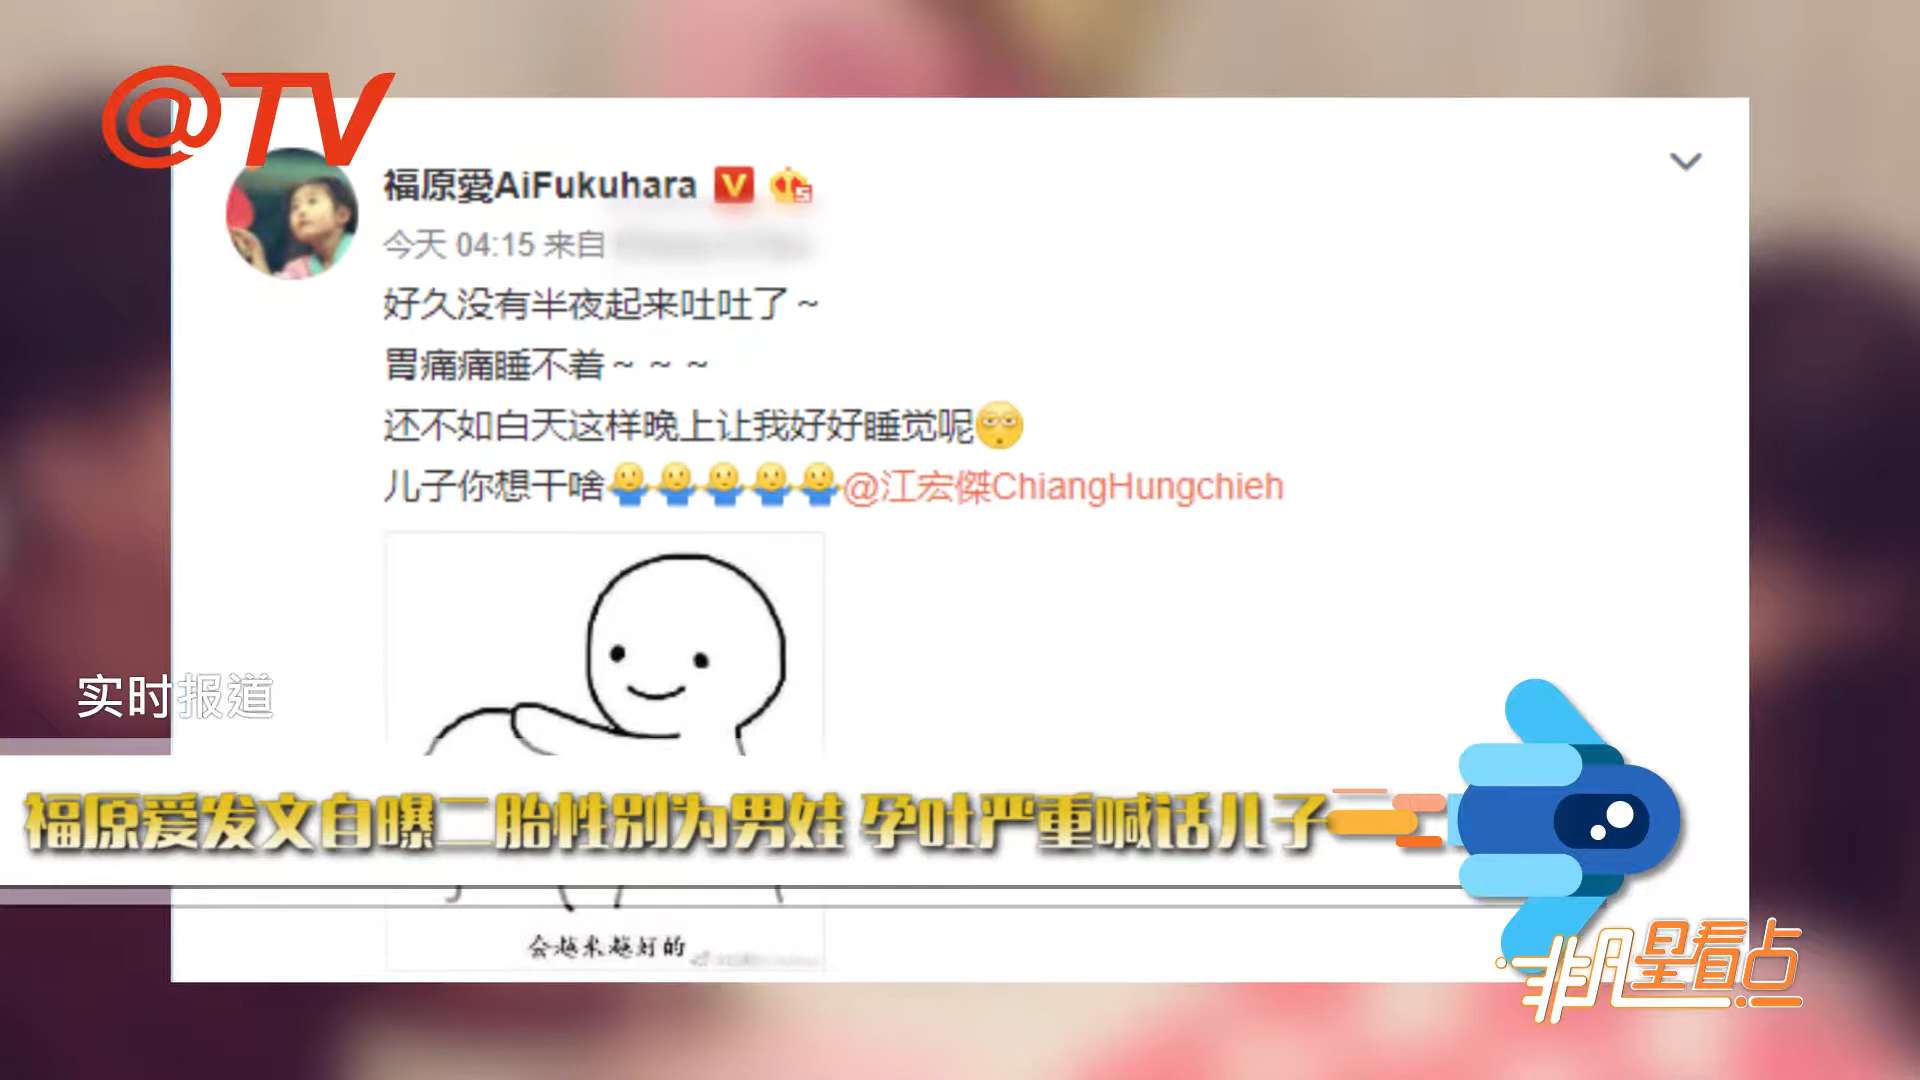 @TV
福原愛AiFukuhara
今天 04:15 来自
好久没有半夜起来吐吐了~
胃痛痛睡不着~ ~ ~
还不如白天这样晚上让我好好睡觉呢
儿子你想干啥@江宏傑ChiangHungchieh
实时报道
福原爱发文自曝二胎性别为男娃 孕吐严重喊话儿子
会越来越好的
非凡星看点